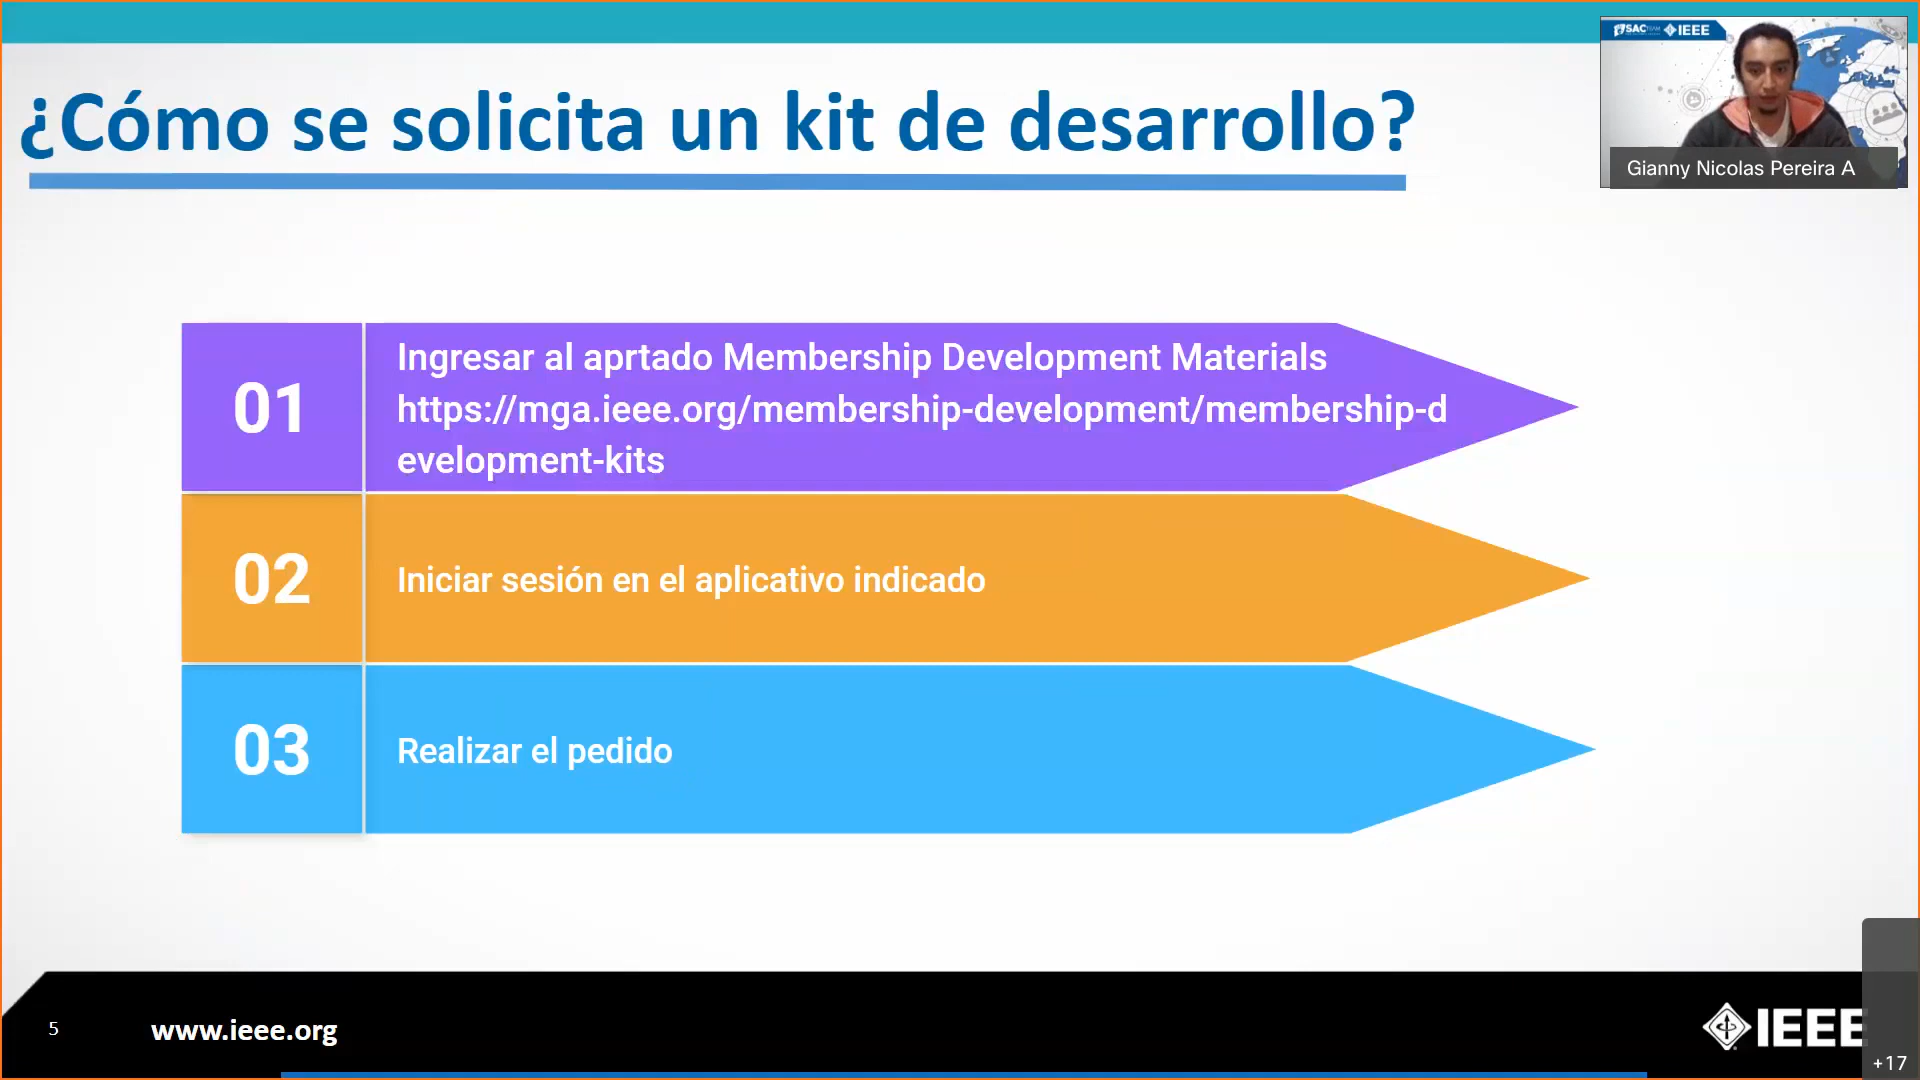 SAC IEEE
¿Cómo se solicita un kit de desarrollo?
Gianny Nicolas Pereira A
01
Ingresar al aprtado Membership Development Materials
https://mga.ieee.org/membership-development/membership-d
evelopment-kits
02
Iniciar sesión en el aplicativo indicado
03
Realizar el pedido
5
www.ieee.org
IEEE
+17